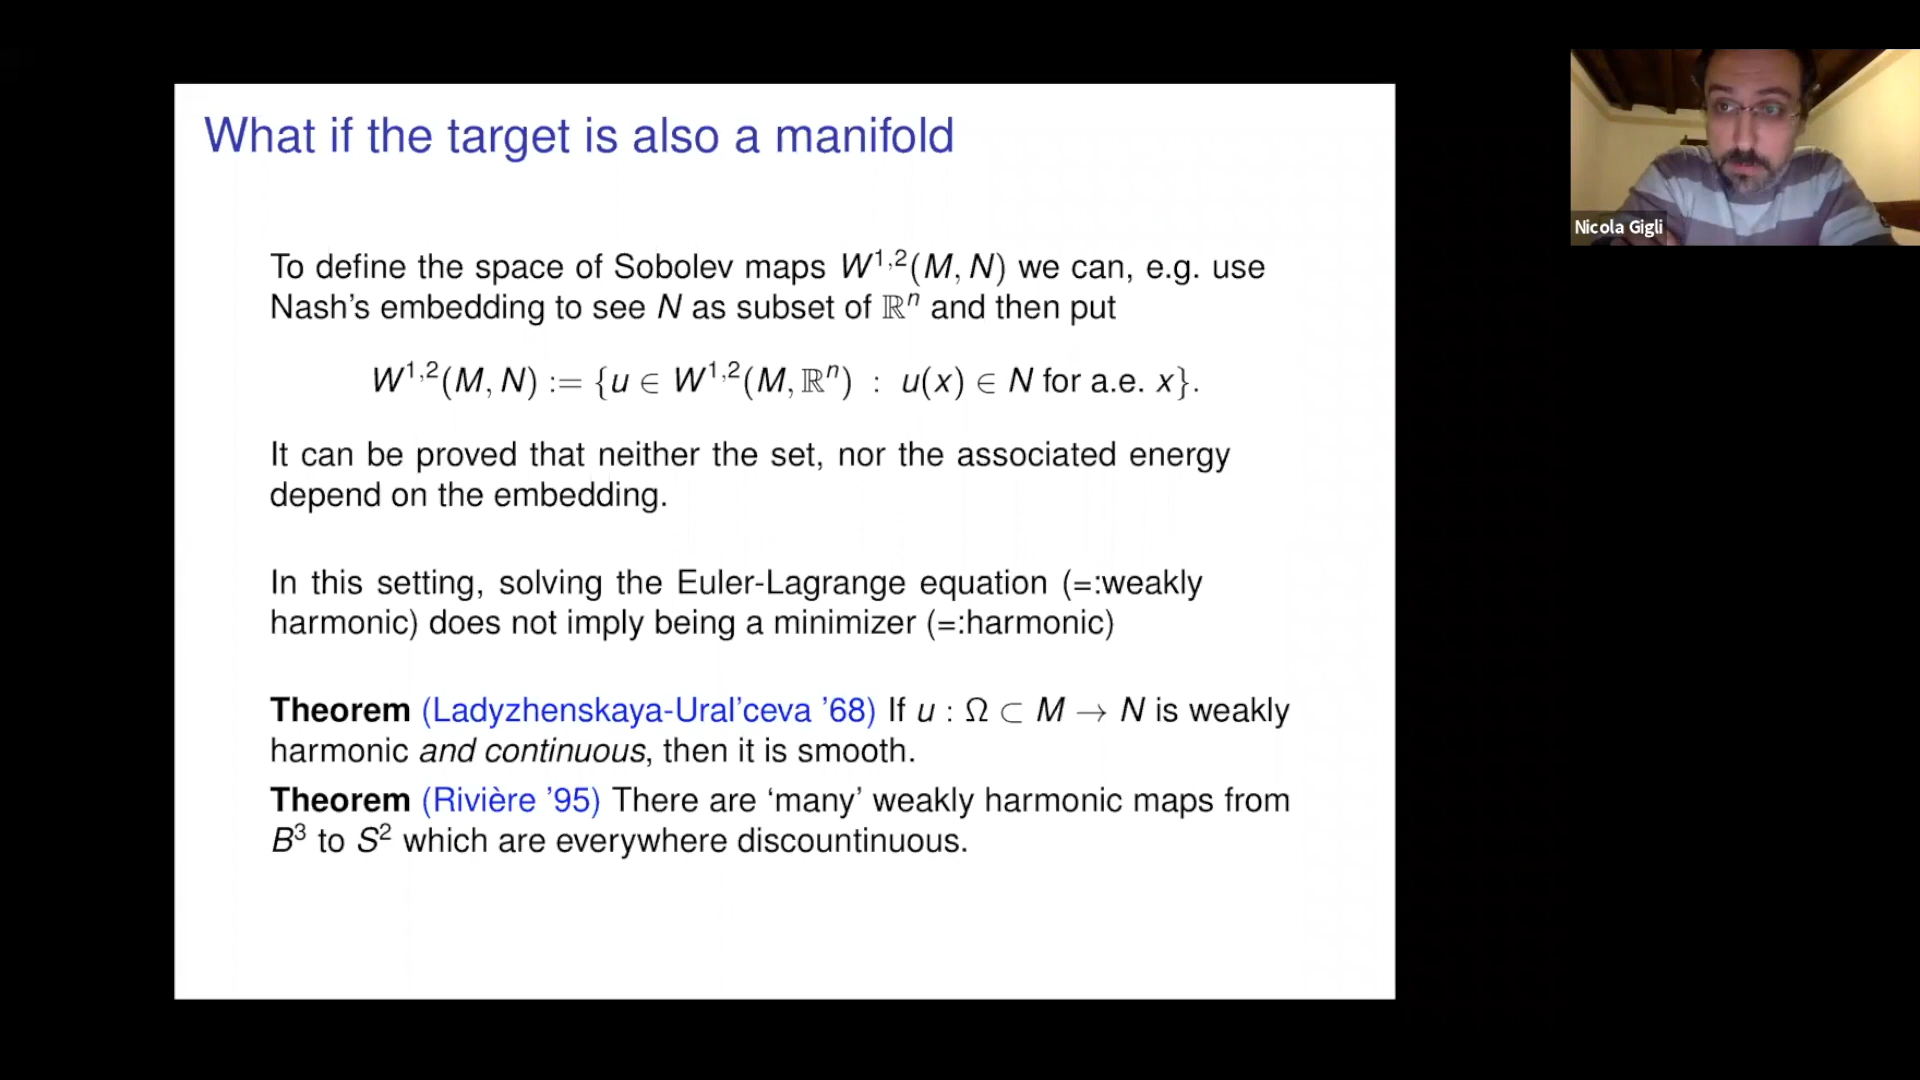 What if the target is also a manifold
Nicola Gigli
To define the space of Sobolev maps W^{1,2}(M, N) we can, e.g. use
Nash's embedding to see N as subset of ℝⁿ and then put
W^{1,2}(M, N) := {u ∈ W^{1,2}(M, ℝⁿ) : u(x) ∈ N for a.e. x}.
It can be proved that neither the set, nor the associated energy
depend on the embedding.
In this setting, solving the Euler-Lagrange equation (=:weakly
harmonic) does not imply being a minimizer (=:harmonic)
Theorem (Ladyzhenskaya-Ural'ceva '68) If u : Ω ⊂ M → N is weakly
harmonic and continuous, then it is smooth.
Theorem (Rivière '95) There are ‘many’ weakly harmonic maps from
B³ to S² which are everywhere discountinuous.